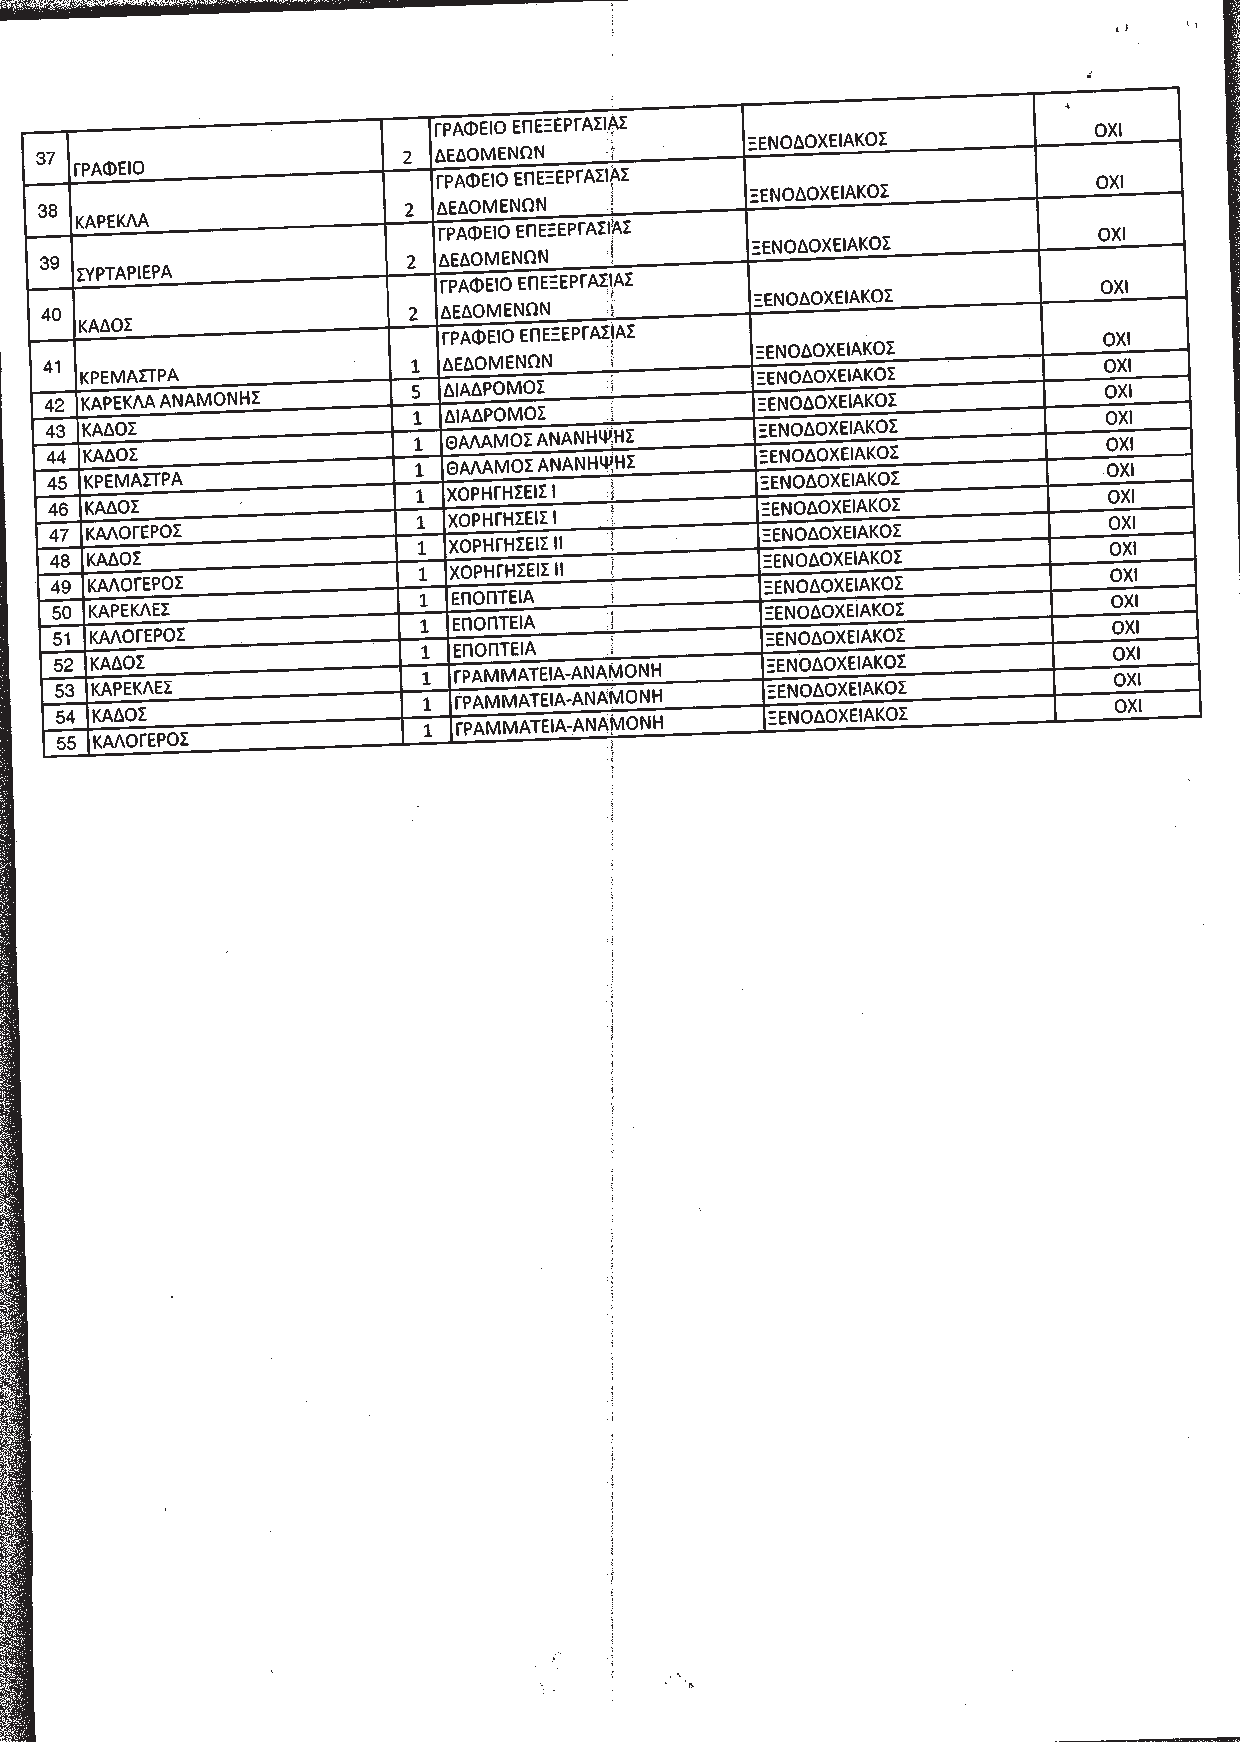 37 ΓΡΑΦΕΙΟ 2 ΓΡΑΦΕΙΟ ΕΠΕΞΕΡΓΑΣΙΑΣ ΔΕΔΟΜΕΝΩΝ ΞΕΝΟΔΟΧΕΙΑΚΟΣ ΟΧΙ
38 ΚΑΡΕΚΛΑ 2 ΓΡΑΦΕΙΟ ΕΠΕΞΕΡΓΑΣΙΑΣ ΔΕΔΟΜΕΝΩΝ ΞΕΝΟΔΟΧΕΙΑΚΟΣ ΟΧΙ
39 ΣΥΡΤΑΡΙΕΡΑ 2 ΓΡΑΦΕΙΟ ΕΠΕΞΕΡΓΑΣΙΑΣ ΔΕΔΟΜΕΝΩΝ ΞΕΝΟΔΟΧΕΙΑΚΟΣ ΟΧΙ
40 ΚΑΔΟΣ 2 ΓΡΑΦΕΙΟ ΕΠΕΞΕΡΓΑΣΙΑΣ ΔΕΔΟΜΕΝΩΝ ΞΕΝΟΔΟΧΕΙΑΚΟΣ ΟΧΙ
41 ΚΡΕΜΑΣΤΡΑ 1 ΓΡΑΦΕΙΟ ΕΠΕΞΕΡΓΑΣΙΑΣ ΔΕΔΟΜΕΝΩΝ ΞΕΝΟΔΟΧΕΙΑΚΟΣ ΟΧΙ
42 ΚΑΡΕΚΛΑ ΑΝΑΜΟΝΗΣ 5 ΔΙΑΔΡΟΜΟΣ ΞΕΝΟΔΟΧΕΙΑΚΟΣ ΟΧΙ
43 ΚΑΔΟΣ 1 ΔΙΑΔΡΟΜΟΣ ΞΕΝΟΔΟΧΕΙΑΚΟΣ ΟΧΙ
44 ΚΑΔΟΣ 1 ΘΑΛΑΜΟΣ ΑΝΑΝΗΨΗΣ ΞΕΝΟΔΟΧΕΙΑΚΟΣ ΟΧΙ
45 ΚΡΕΜΑΣΤΡΑ 1 ΘΑΛΑΜΟΣ ΑΝΑΝΗΨΗΣ ΞΕΝΟΔΟΧΕΙΑΚΟΣ ΟΧΙ
46 ΚΑΔΟΣ 1 ΧΟΡΗΓΗΣΕΙΣ Ι ΞΕΝΟΔΟΧΕΙΑΚΟΣ ΟΧΙ
47 ΚΑΛΟΓΕΡΟΣ 1 ΧΟΡΗΓΗΣΕΙΣ Ι ΞΕΝΟΔΟΧΕΙΑΚΟΣ ΟΧΙ
48 ΚΑΔΟΣ 1 ΧΟΡΗΓΗΣΕΙΣ ΙΙ ΞΕΝΟΔΟΧΕΙΑΚΟΣ ΟΧΙ
49 ΚΑΛΟΓΕΡΟΣ 1 ΧΟΡΗΓΗΣΕΙΣ ΙΙ ΞΕΝΟΔΟΧΕΙΑΚΟΣ ΟΧΙ
50 ΚΑΡΕΚΛΕΣ 1 ΕΠΟΠΤΕΙΑ ΞΕΝΟΔΟΧΕΙΑΚΟΣ ΟΧΙ
51 ΚΑΛΟΓΕΡΟΣ 1 ΕΠΟΠΤΕΙΑ ΞΕΝΟΔΟΧΕΙΑΚΟΣ ΟΧΙ
52 ΚΑΔΟΣ 1 ΕΠΟΠΤΕΙΑ ΞΕΝΟΔΟΧΕΙΑΚΟΣ ΟΧΙ
53 ΚΑΡΕΚΛΕΣ 1 ΓΡΑΜΜΑΤΕΙΑ-ΑΝΑΜΟΝΗ ΞΕΝΟΔΟΧΕΙΑΚΟΣ ΟΧΙ
54 ΚΑΔΟΣ 1 ΓΡΑΜΜΑΤΕΙΑ-ΑΝΑΜΟΝΗ ΞΕΝΟΔΟΧΕΙΑΚΟΣ ΟΧΙ
55 ΚΑΛΟΓΕΡΟΣ 1 ΓΡΑΜΜΑΤΕΙΑ-ΑΝΑΜΟΝΗ ΞΕΝΟΔΟΧΕΙΑΚΟΣ ΟΧΙ